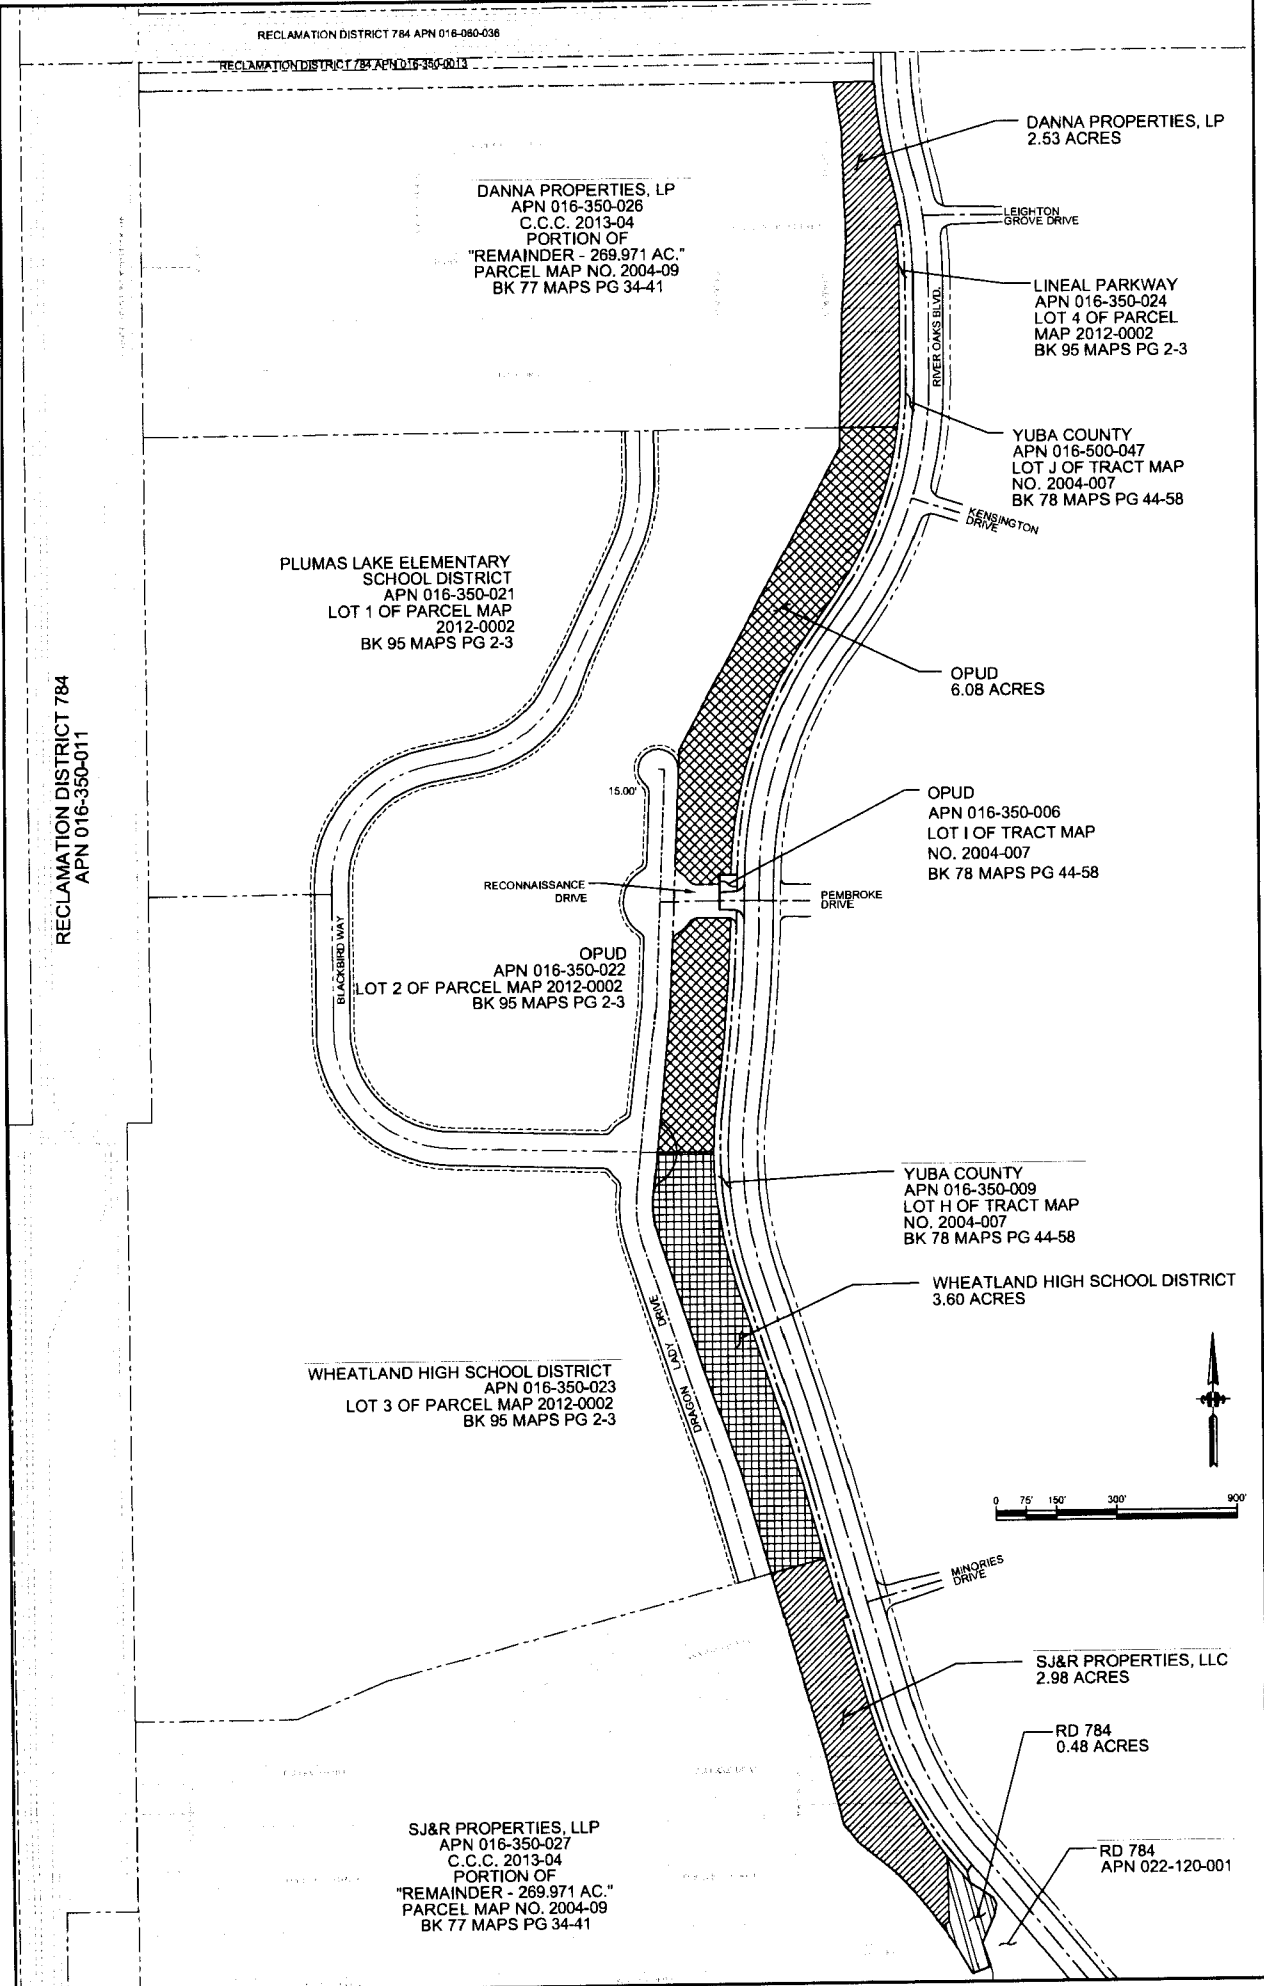 RECLAMATION DISTRICT 784 APN 016-060-036
RECLAMATION DISTRICT 784 APN 016-350-0013
DANNA PROPERTIES, LP
2.53 ACRES
DANNA PROPERTIES, LP
APN 016-350-026
C.C.C. 2013-04
PORTION OF
"REMAINDER - 269.971 AC."
PARCEL MAP NO. 2004-09
BK 77 MAPS PG 34-41
LEIGHTON
GROVE DRIVE
LINEAL PARKWAY
APN 016-350-024
LOT 4 OF PARCEL
MAP 2012-0002
BK 95 MAPS PG 2-3
RIVER OAKS BLVD.
YUBA COUNTY
APN 016-500-047
LOT J OF TRACT MAP
NO. 2004-007
BK 78 MAPS PG 44-58
KENSINGTON
DRIVE
PLUMAS LAKE ELEMENTARY
SCHOOL DISTRICT
APN 016-350-021
LOT 1 OF PARCEL MAP
2012-0002
BK 95 MAPS PG 2-3
OPUD
6.08 ACRES
RECLAMATION DISTRICT 784
APN 016-350-011
15.00'
OPUD
APN 016-350-006
LOT I OF TRACT MAP
NO. 2004-007
BK 78 MAPS PG 44-58
RECONNAISSANCE
DRIVE
PEMBROKE
DRIVE
BLACKBIRD WAY
OPUD
APN 016-350-022
LOT 2 OF PARCEL MAP 2012-0002
BK 95 MAPS PG 2-3
YUBA COUNTY
APN 016-350-009
LOT H OF TRACT MAP
NO. 2004-007
BK 78 MAPS PG 44-58
WHEATLAND HIGH SCHOOL DISTRICT
3.60 ACRES
DRAGON LADY DRIVE
WHEATLAND HIGH SCHOOL DISTRICT
APN 016-350-023
LOT 3 OF PARCEL MAP 2012-0002
BK 95 MAPS PG 2-3
0 75' 150' 300' 900'
MINORIES
DRIVE
SJ&R PROPERTIES, LLC
2.98 ACRES
RD 784
0.48 ACRES
SJ&R PROPERTIES, LLP
APN 016-350-027
C.C.C. 2013-04
PORTION OF
"REMAINDER - 269.971 AC."
PARCEL MAP NO. 2004-09
BK 77 MAPS PG 34-41
RD 784
APN 022-120-001